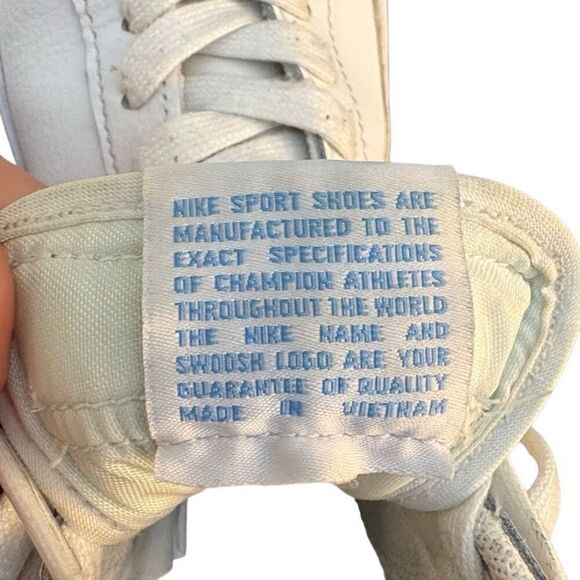 NIKE SPORT SHOES ARE
MANUFACTURED TO THE
EXACT SPECIFICATIONS
OF CHAMPION ATHLETES
THROUGHOUT THE WORLD
THE NIKE NAME AND
SWOOSH LOGO ARE YOUR
GUARANTEE OF QUALITY
MADE IN VIETNAM